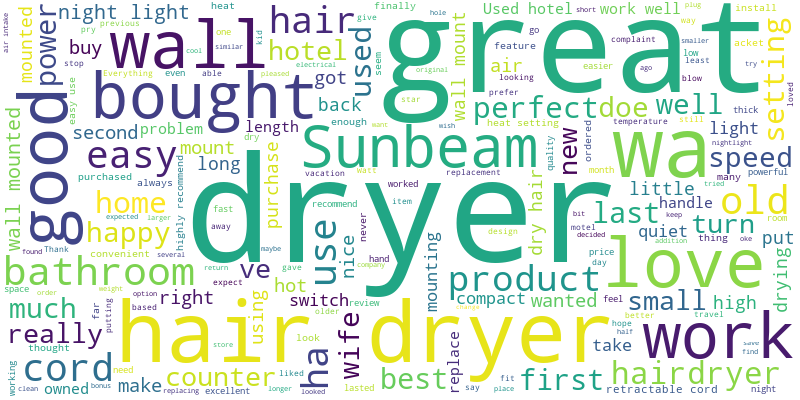 air intake
night light
pry
previous
heat
finally
kid
one
similar
cool
wall
hair
hotel
great
give
hole
original
electrical
pleased
seem
used
Used hotel
short
plug
work well
install
go
way
complaint
smaller
feature
looking
prefer
easier
ago
low
least
blow
try
acket
loved
setting
mounted
power
buy
stop
Everything
even
able
got
air
wall mount
easy use
good
bought
back
star
perfect
doe
well
thick
temperature
still
second
problem
length
enough
want
wish
heat setting
quality
ordered
new
light
nightlight
speed
easy
mount
long
dry
Sunbeam
wa
month
many
powerful
tried
wall mounted
purchased
always
highly recommend
purchase
vacation
watt
replacement
worked
dry hair
bit
motel
decided
little
handle
keep
old
room
home
expected
larger
fast
away
recommend
item
never
last
turn
quiet
thing
put
found
Thank
happy
convenient
several
dryer
hand
design
nice
maybe
company
mounting
addition
oke
price
day
bathroom
space
order
return
ve
gave
expect
hot
use
product
love
drying
much
weight
option
based
right
switch
review
compact
wanted
feel
small
high
far
putting
using
older
look
better
travel
really
thought
need
hair dryer
ha
wife
always
hope
half
work
cord
store
liked
lasted
replace
take
save
find
working
owned
make
counter
looked
best
fit
first
hairdryer
clean
bonus
replacing
excellent
longer
say
place
retractable cord
night